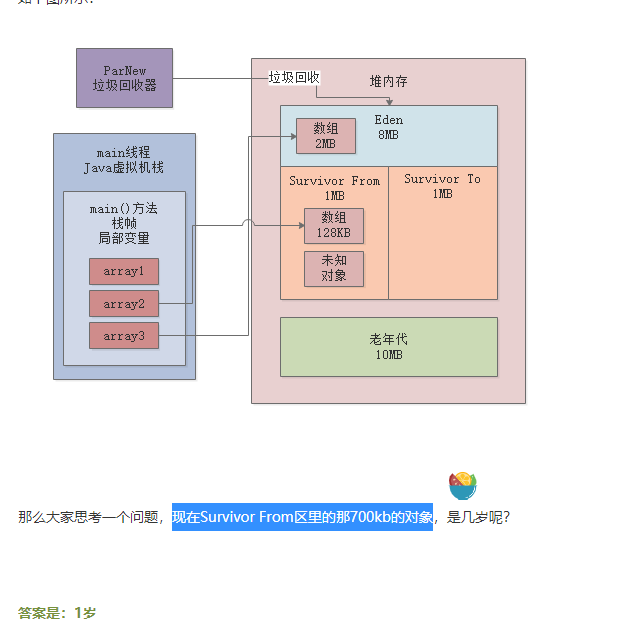 如下图所示：
ParNew
垃圾回收器
垃圾回收
堆内存
数组
2MB
Eden
8MB
main线程
Java虚拟机栈
main()方法
栈帧
局部变量
array1
array2
array3
Survivor From
1MB
Survivor To
1MB
数组
128KB
未知
对象
老年代
10MB
那么大家思考一个问题，现在Survivor From区里的那700kb的对象，是几岁呢？
答案是：1岁